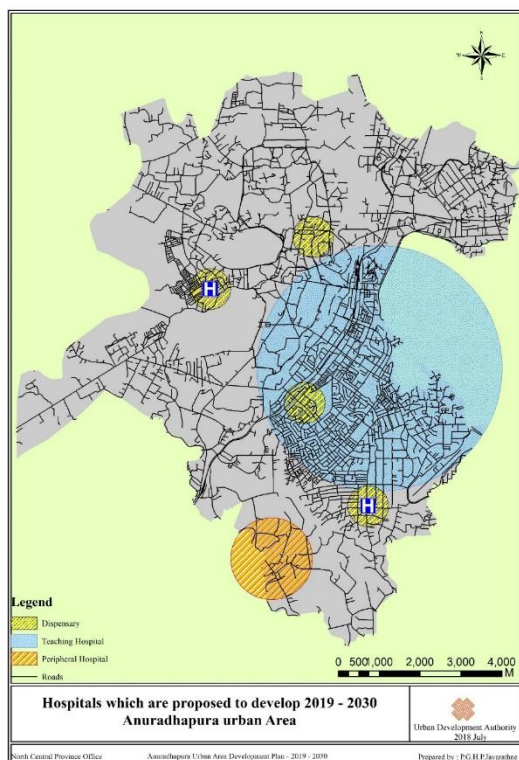 N
W E
S
H
H
Legend
Dispensary
Teaching Hospital
Peripheral Hospital
Roads
0 500 1,000 2,000 3,000 4,000
M
Hospitals which are proposed to develop 2019 - 2030
Anuradhapura urban Area
Urban Development Authority
2018 July
North Central Province Office Anuradhapura Urban Area Development Plan - 2019 - 2030 Prepared by : P.G.H.P.Jayarathne